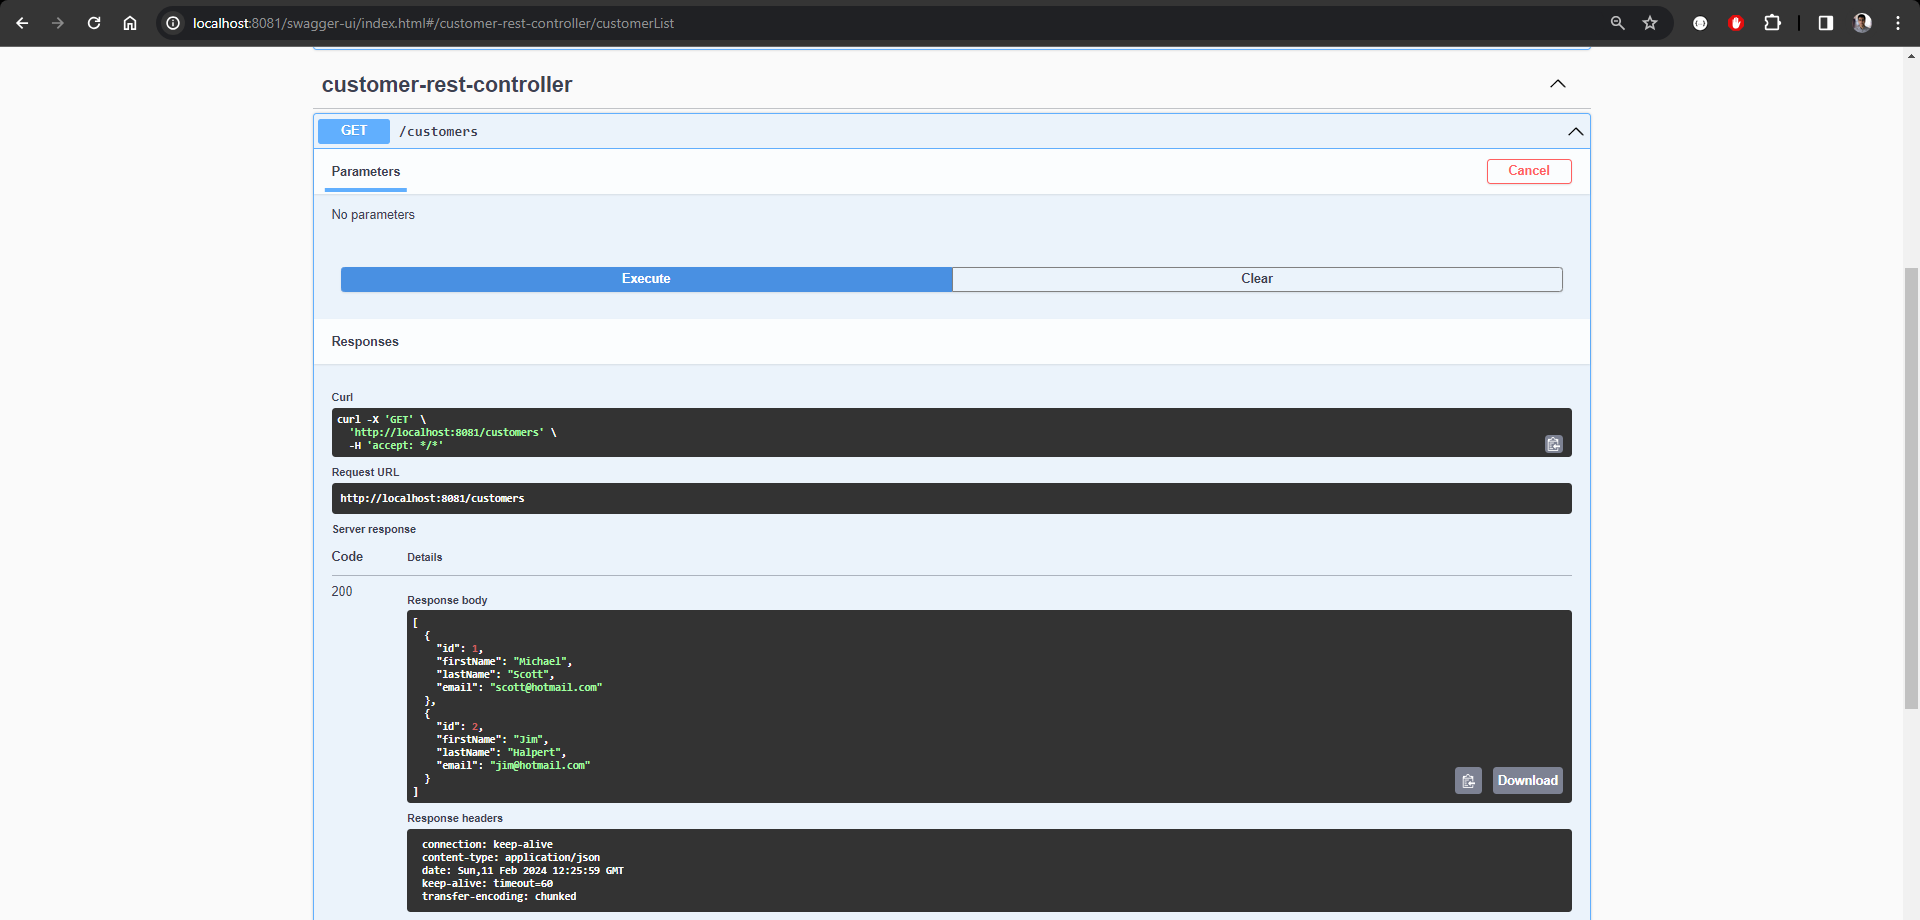 localhost:8081/swagger-ui/index.html#/customer-rest-controller/customerList
customer-rest-controller
GET /customers
Parameters
Cancel
No parameters
Execute
Clear
Responses
Curl
curl -X 'GET' \
'http://localhost:8081/customers' \
-H 'accept: */*'
Request URL
http://localhost:8081/customers
Server response
Code Details
200
Response body
[
{
"id": 1,
"firstName": "Michael",
"lastName": "Scott",
"email": "scott@hotmail.com"
},
{
"id": 2,
"firstName": "Jim",
"lastName": "Halpert",
"email": "jim@hotmail.com"
}
]
Download
Response headers
connection: keep-alive
content-type: application/json
date: Sun,11 Feb 2024 12:25:59 GMT
keep-alive: timeout=60
transfer-encoding: chunked